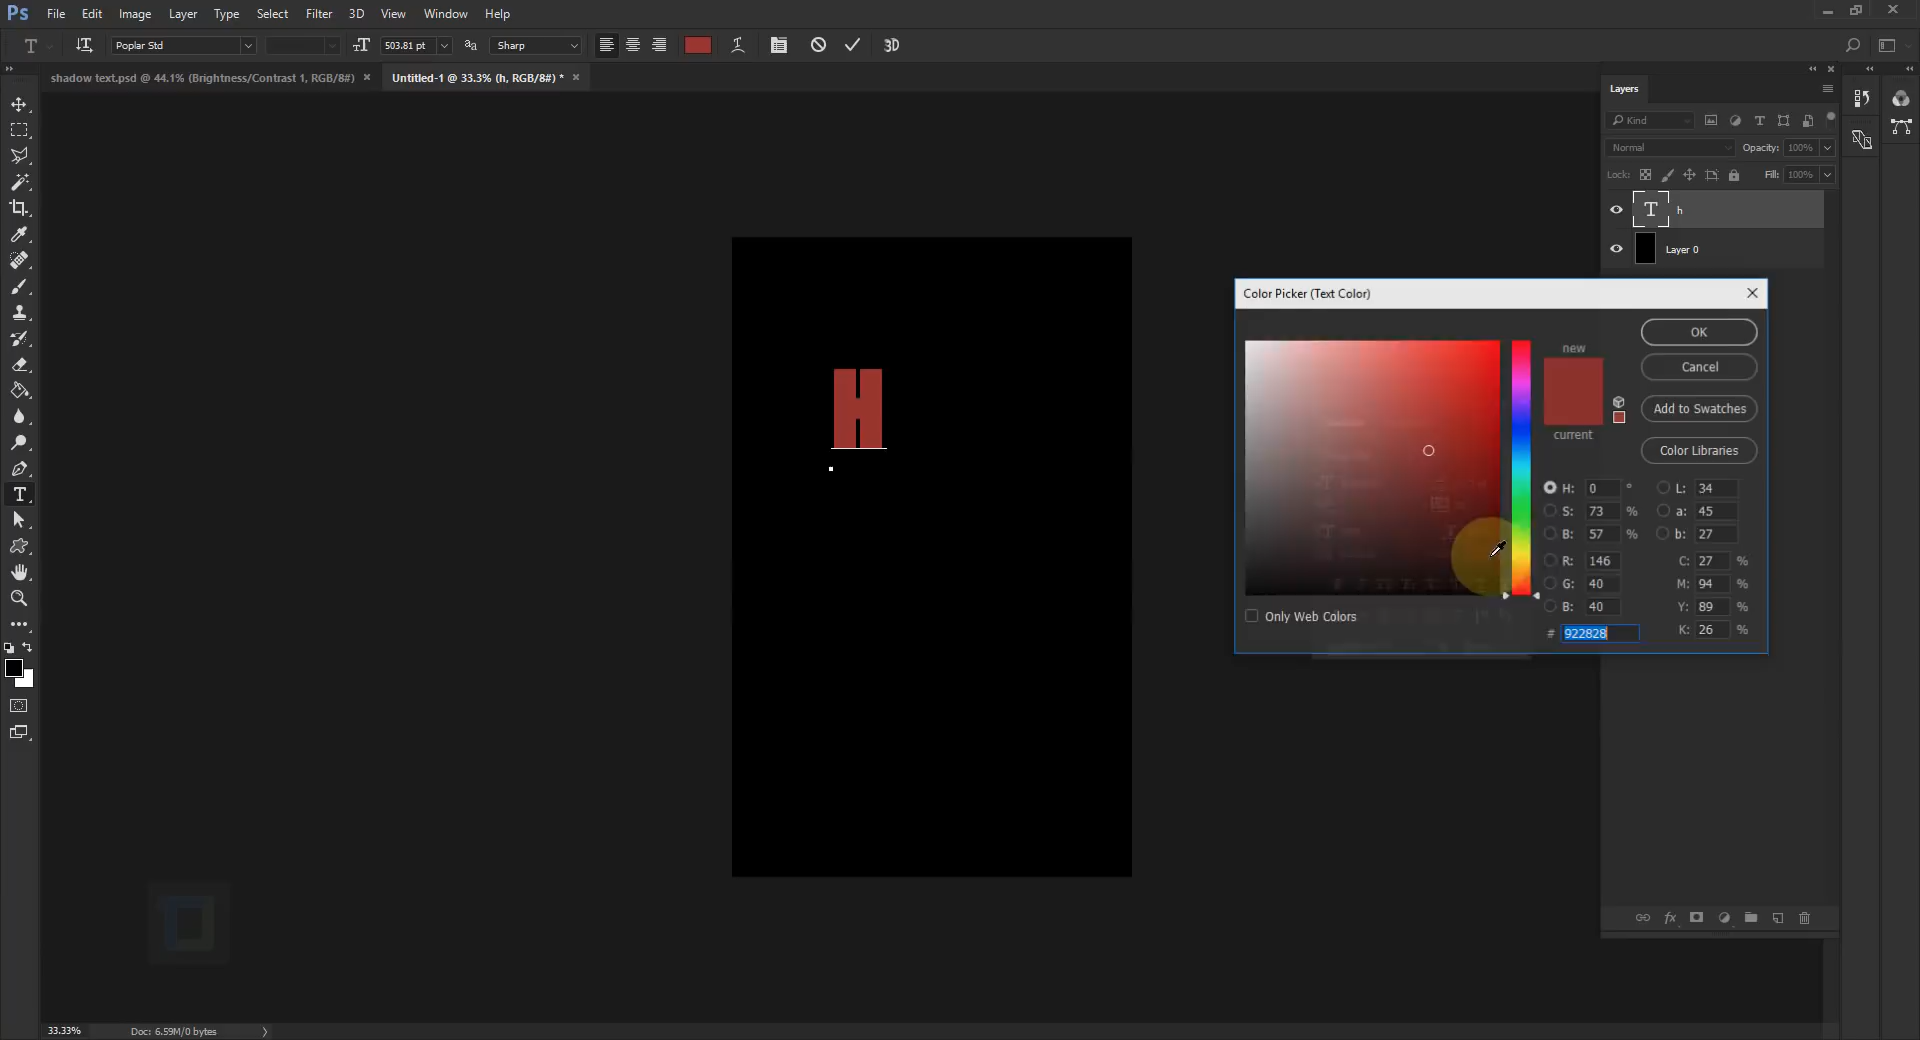 Ps File Edit Image Layer Type Select Filter 3D View Window Help
T Poplar Std 503.81 pt aa Sharp 3D
shadow text.psd @ 44.1% (Brightness/Contrast 1, RGB/8#) × Untitled-1 @ 33.3% (h, RGB/8#) * ×
Layers
Kind
Normal Opacity: 100%
Lock: Fill: 100%
T h
Layer 0
H
Color Picker (Text Color)
new
current
OK
Cancel
Add to Swatches
Color Libraries
H: 0 ° L: 34
S: 73 % a: 45
B: 57 % b: 27
R: 146 C: 27 %
G: 40 M: 94 %
B: 40 Y: 89 %
# 922828 K: 26 %
Only Web Colors
fx
33.33% Doc: 6.59M/0 bytes